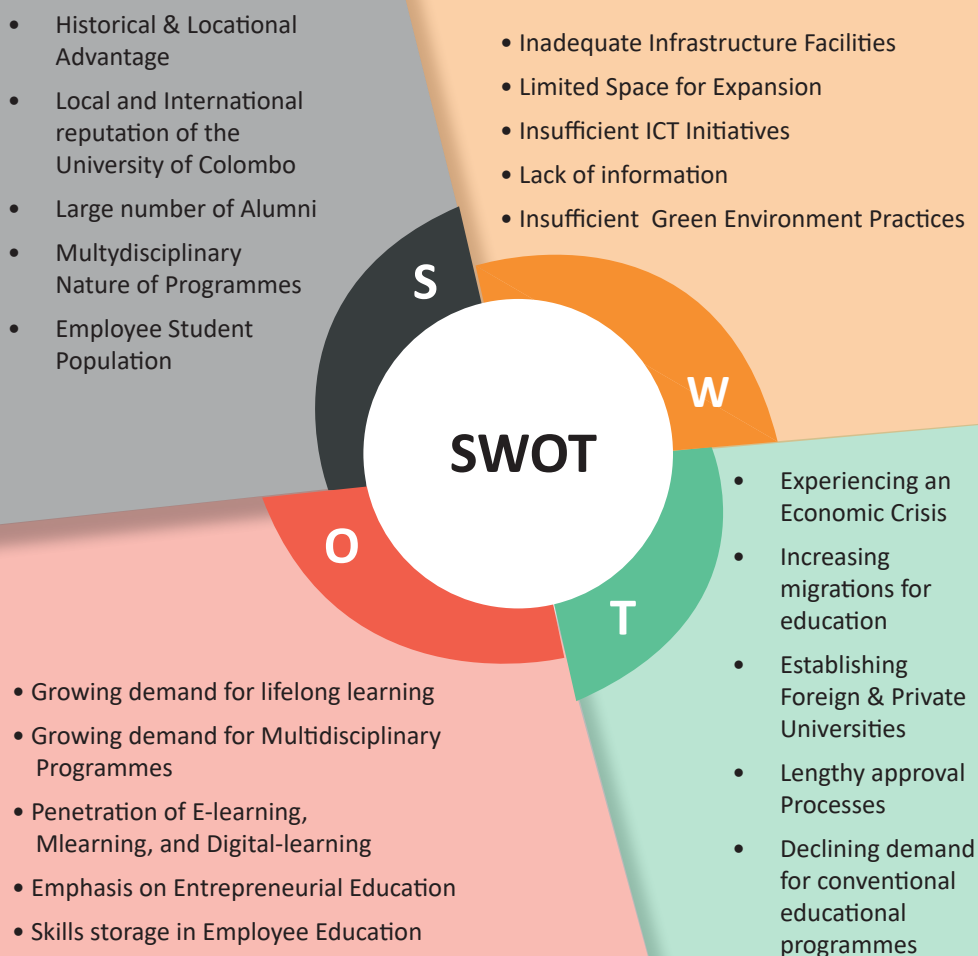 • Historical & Locational
Advantage
• Local and International
reputation of the
University of Colombo
• Large number of Alumni
• Multydisciplinary
Nature of Programmes
• Employee Student
Population
• Inadequate Infrastructure Facilities
• Limited Space for Expansion
• Insufficient ICT Initiatives
• Lack of information
• Insufficient Green Environment Practices
S
W
SWOT
O
T
• Growing demand for lifelong learning
• Growing demand for Multidisciplinary
Programmes
• Penetration of E-learning,
Mlearning, and Digital-learning
• Emphasis on Entrepreneurial Education
• Skills storage in Employee Education
• Experiencing an
Economic Crisis
• Increasing
migrations for
education
• Establishing
Foreign & Private
Universities
• Lengthy approval
Processes
• Declining demand
for conventional
educational
programmes